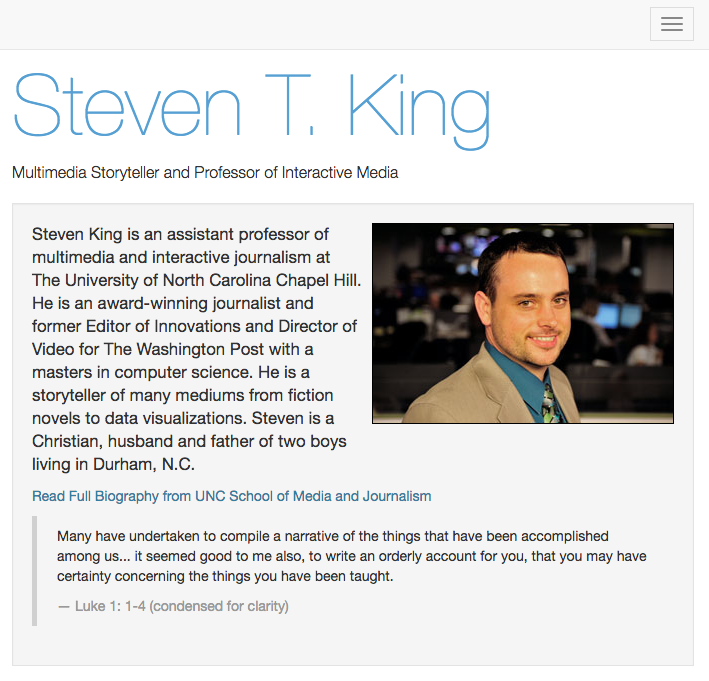 Steven T. King
Multimedia Storyteller and Professor of Interactive Media
Steven King is an assistant professor of
multimedia and interactive journalism at
The University of North Carolina Chapel Hill.
He is an award-winning journalist and
former Editor of Innovations and Director of
Video for The Washington Post with a
masters in computer science. He is a
storyteller of many mediums from fiction
novels to data visualizations. Steven is a
Christian, husband and father of two boys
living in Durham, N.C.
Read Full Biography from UNC School of Media and Journalism
Many have undertaken to compile a narrative of the things that have been accomplished
among us... it seemed good to me also, to write an orderly account for you, that you may have
certainty concerning the things you have been taught.
— Luke 1: 1-4 (condensed for clarity)